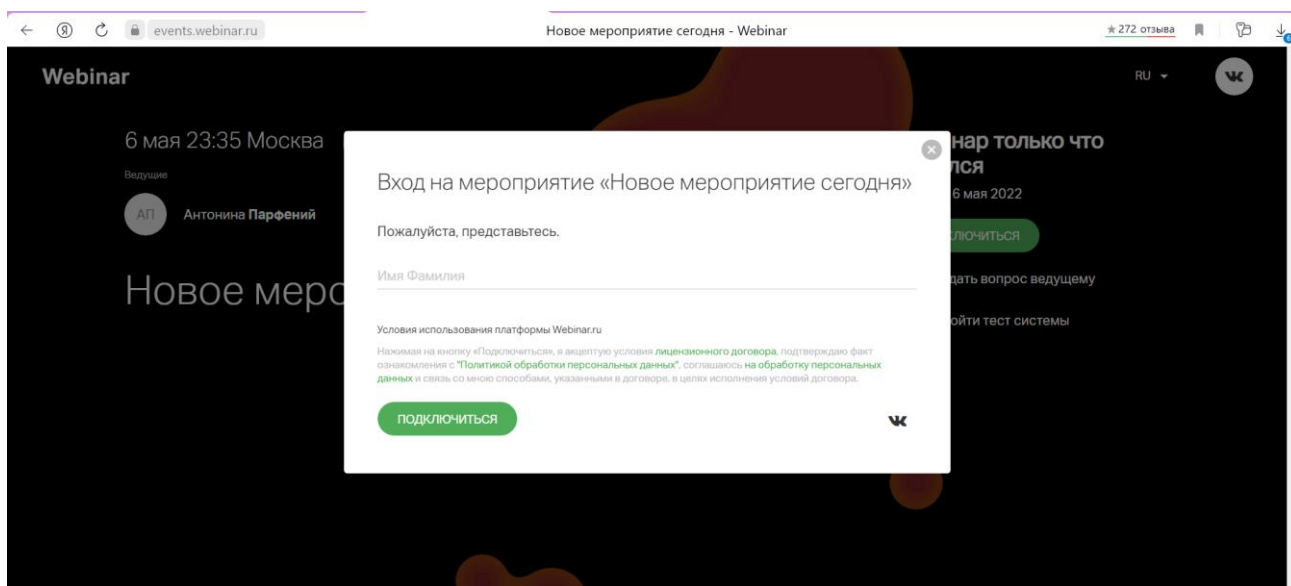 events.webinar.ru
Новое мероприятие сегодня - Webinar
★ 272 отзыва
Webinar
RU
6 мая 23:35 Москва
Ведущие
АП
Антонина Парфений
Новое меро
Вход на мероприятие «Новое мероприятие сегодня»
Пожалуйста, представьтесь.
Имя Фамилия
Условия использования платформы Webinar.ru
Нажимая на кнопку «Подключиться», я акцептую условия лицензионного договора, подтверждаю факт
ознакомления с "Политикой обработки персональных данных", соглашаюсь на обработку персональных
данных и связь со мною способами, указанными в договоре, в целях исполнения условий договора.
ПОДКЛЮЧИТЬСЯ
нар только что
лся
6 мая 2022
ключиться
дать вопрос ведущему
ойти тест системы